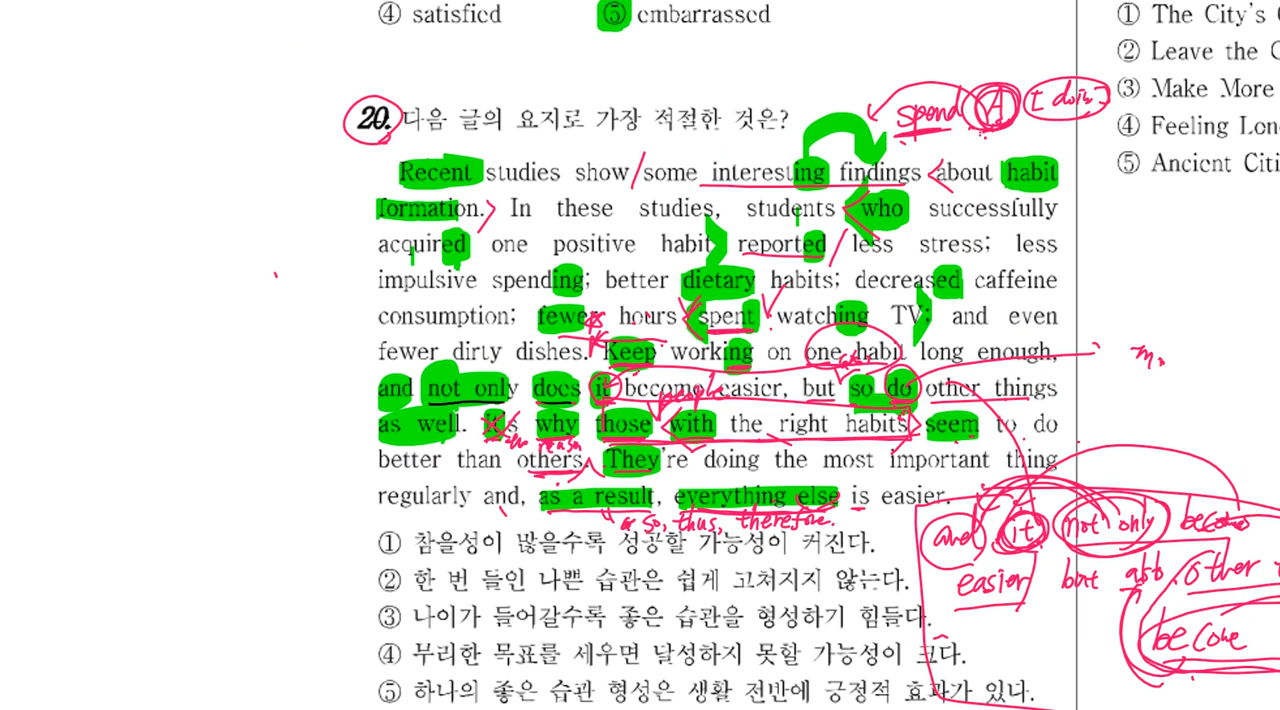 ④ satisfied ⑤ embarrassed
20. 다음 글의 요지로 가장 적절한 것은?
spend A [doing]
Recent studies show / some interesting findings about habit
formation. In these studies, students who successfully
acquired one positive habit reported less stress; less
impulsive spending; better dietary habits; decreased caffeine
consumption; fewer hours spent watching TV; and even
fewer dirty dishes. Keep working on one habit long enough,
and not only does it become easier, but so do other things
people
as well. It's why those with the right habits seem to do
reason
better than others. They're doing the most important thing
regularly and, as a result, everything else is easier.
so, thus, therefore.
① 참을성이 많을수록 성공할 가능성이 커진다.
② 한 번 들인 나쁜 습관은 쉽게 고쳐지지 않는다.
③ 나이가 들어갈수록 좋은 습관을 형성하기 힘들다.
④ 무리한 목표를 세우면 달성하지 못할 가능성이 크다.
⑤ 하나의 좋은 습관 형성은 생활 전반에 긍정적 효과가 있다.
and it not only become
easier but also other
become
① The City's
② Leave the
③ Make More
④ Feeling
⑤ Ancient